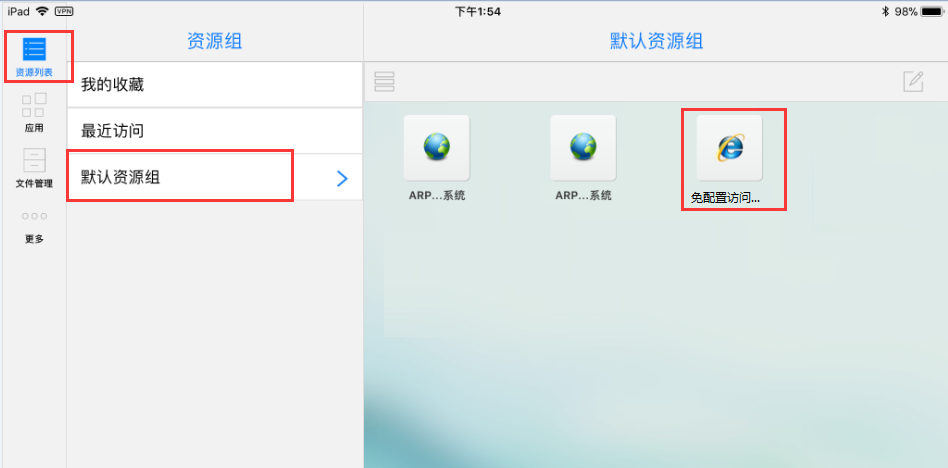 iPad VPN 下午1:54 98%
资源组 默认资源组
资源列表
应用
文件管理
更多
我的收藏
最近访问
默认资源组
ARP...系统 ARP...系统 免配置访问...